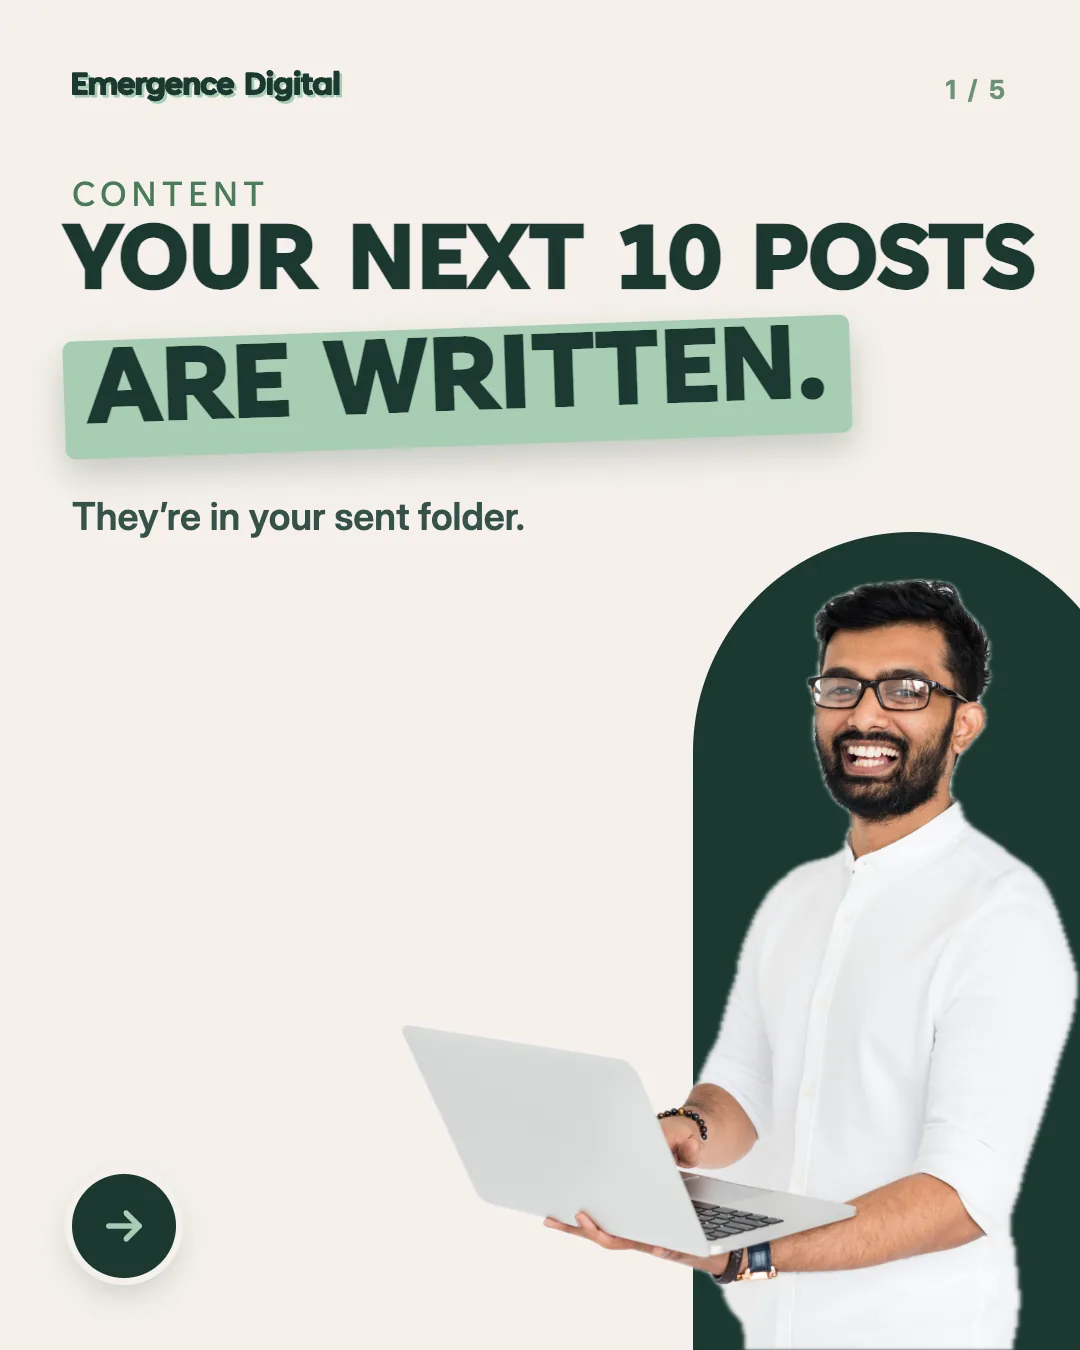 Emergence Digital
1 / 5
CONTENT
YOUR NEXT 10 POSTS
ARE WRITTEN.
They’re in your sent folder.